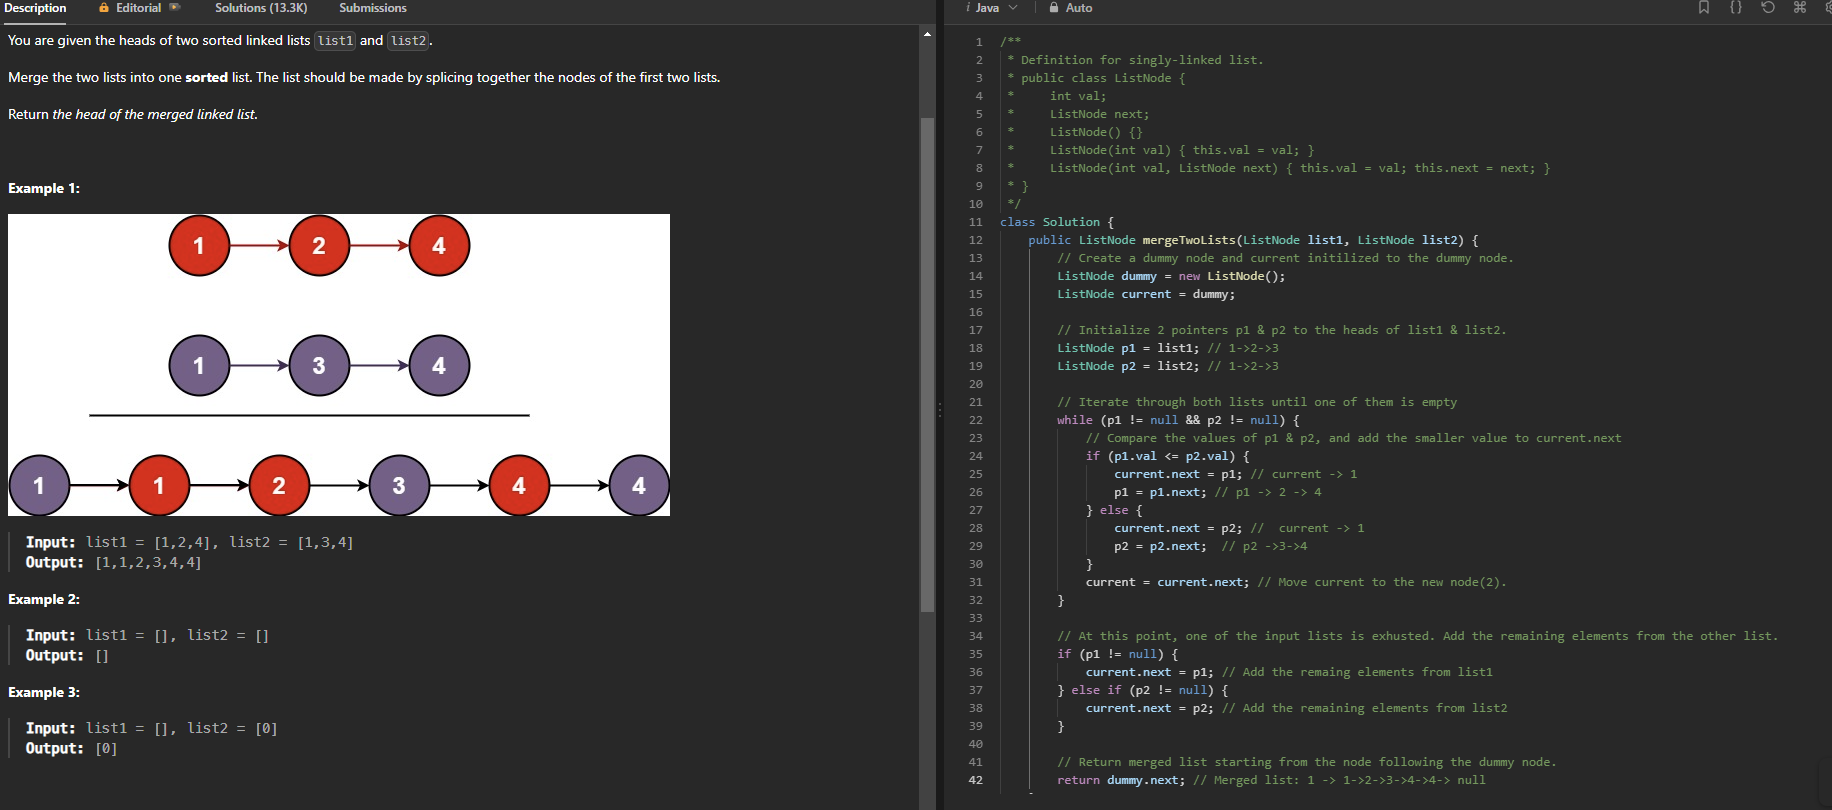 Description
Editorial
Solutions (13.3K)
Submissions
You are given the heads of two sorted linked lists list1 and list2.
Merge the two lists into one sorted list. The list should be made by splicing together the nodes of the first two lists.
Return the head of the merged linked list.
Example 1:
1 2 4
1 3 4
1 1 2 3 4 4
Input: list1 = [1,2,4], list2 = [1,3,4]
Output: [1,1,2,3,4,4]
Example 2:
Input: list1 = [], list2 = []
Output: []
Example 3:
Input: list1 = [], list2 = [0]
Output: [0]
i Java
Auto
1 /**
2 * Definition for singly-linked list.
3 * public class ListNode {
4 *     int val;
5 *     ListNode next;
6 *     ListNode() {}
7 *     ListNode(int val) { this.val = val; }
8 *     ListNode(int val, ListNode next) { this.val = val; this.next = next; }
9 * }
10 */
11 class Solution {
12     public ListNode mergeTwoLists(ListNode list1, ListNode list2) {
13         // Create a dummy node and current initilized to the dummy node.
14         ListNode dummy = new ListNode();
15         ListNode current = dummy;
16
17         // Initialize 2 pointers p1 & p2 to the heads of list1 & list2.
18         ListNode p1 = list1; // 1->2->3
19         ListNode p2 = list2; // 1->2->3
20
21         // Iterate through both lists until one of them is empty
22         while (p1 != null && p2 != null) {
23             // Compare the values of p1 & p2, and add the smaller value to current.next
24             if (p1.val <= p2.val) {
25                 current.next = p1; // current -> 1
26                 p1 = p1.next; // p1 -> 2 -> 4
27             } else {
28                 current.next = p2; //  current -> 1
29                 p2 = p2.next;  // p2 ->3->4
30             }
31             current = current.next; // Move current to the new node(2).
32         }
33
34         // At this point, one of the input lists is exhusted. Add the remaining elements from the other list.
35         if (p1 != null) {
36             current.next = p1; // Add the remaing elements from list1
37         } else if (p2 != null) {
38             current.next = p2; // Add the remaining elements from list2
39         }
40
41         // Return merged list starting from the node following the dummy node.
42         return dummy.next; // Merged list: 1 -> 1->2->3->4->4-> null